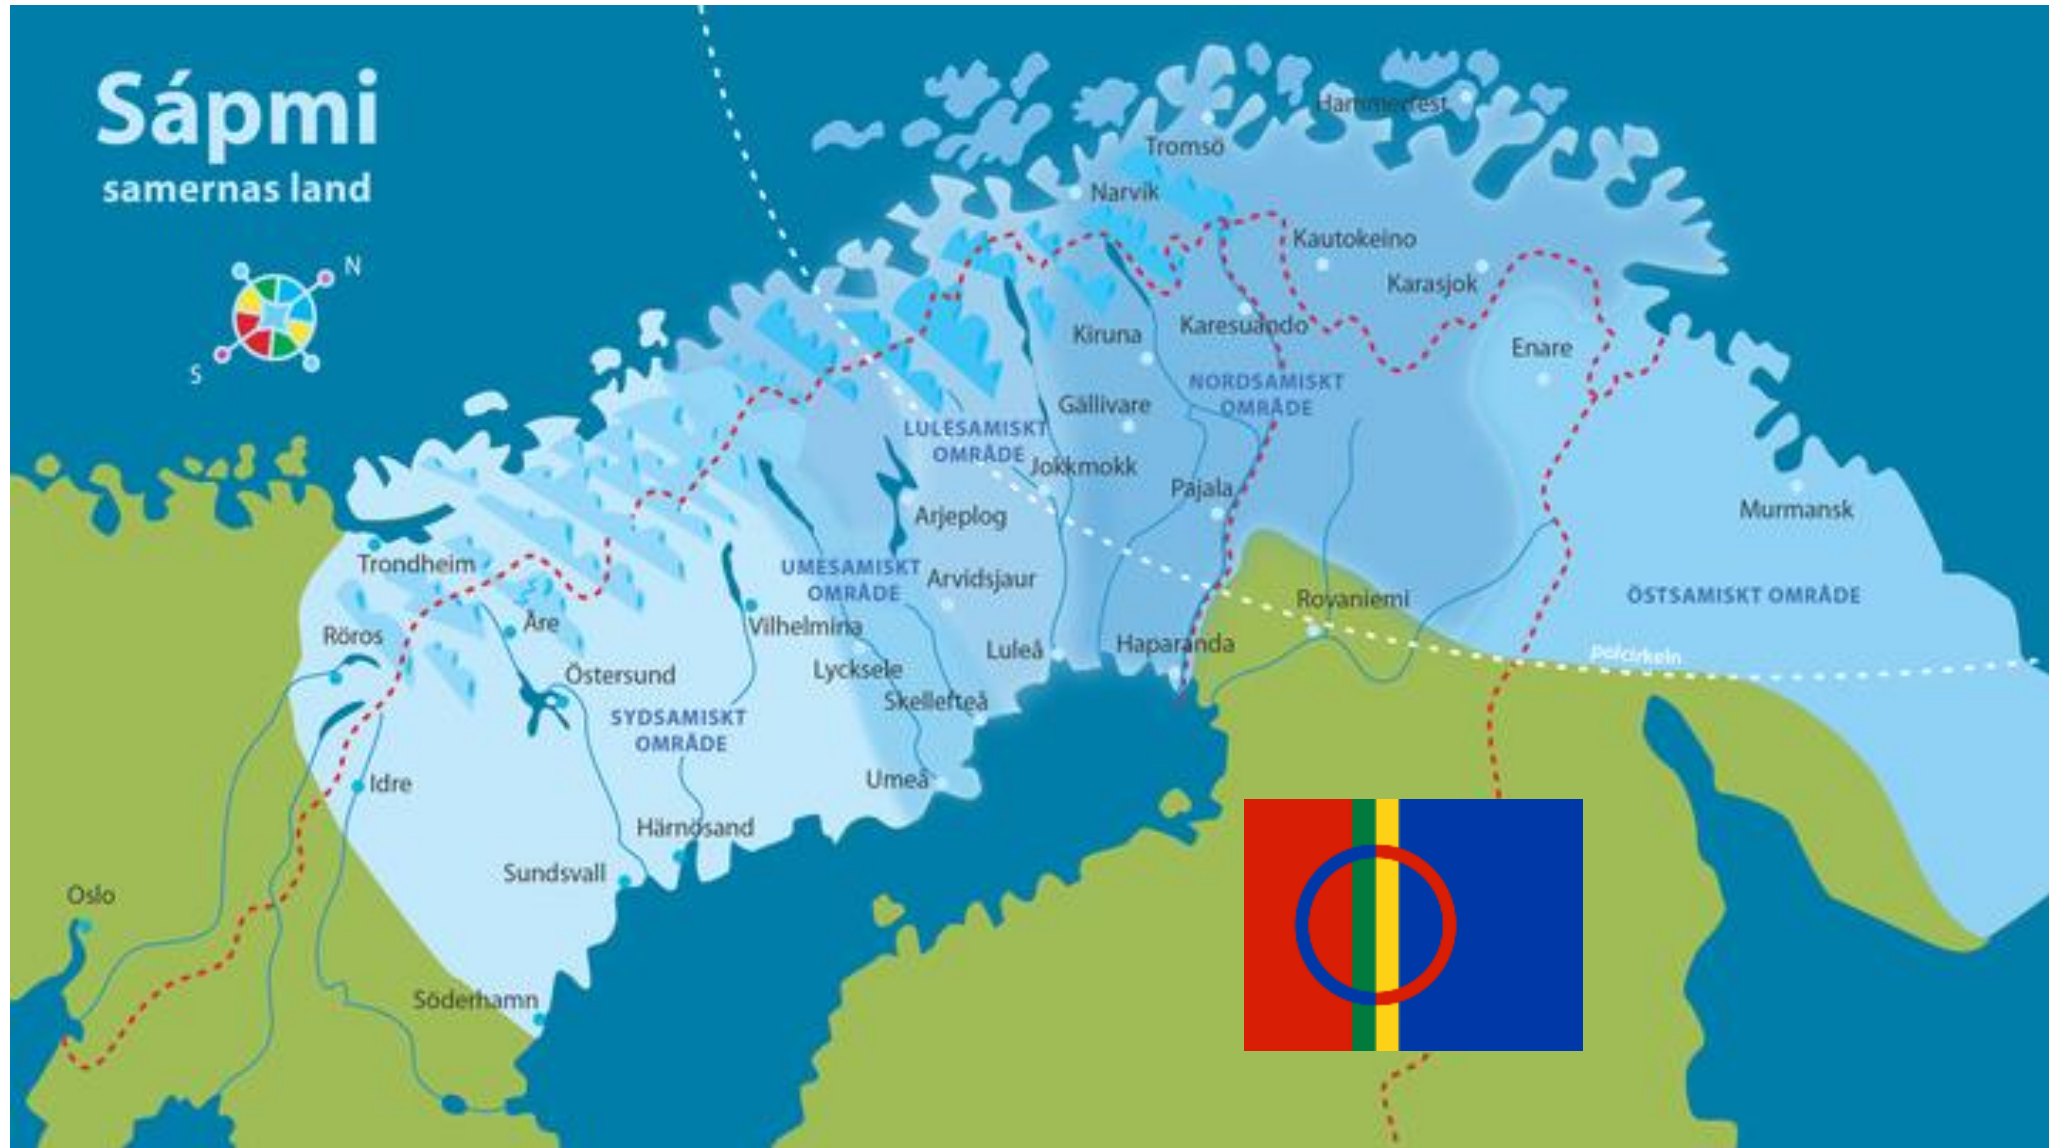 Sápmi
samernas land
N
S
Hammerfest
Tromsö
Narvik
Kautokeino
Karasjok
Karesuando
Kiruna
Enare
NORDSAMISKT
OMRÅDE
Gällivare
LULESAMISKT
OMRÅDE
Jokkmokk
Pajala
Arjeplog
Murmansk
Trondheim
UMESAMISKT
OMRÅDE
Arvidsjaur
ÖSTSAMISKT OMRÅDE
Rovaniemi
Åre
Vilhelmina
Röros
Luleå
Haparanda
polcirkeln
Lycksele
Östersund
Skellefteå
SYDSAMISKT
OMRÅDE
Umeå
Idre
Härnösand
Sundsvall
Oslo
Söderhamn